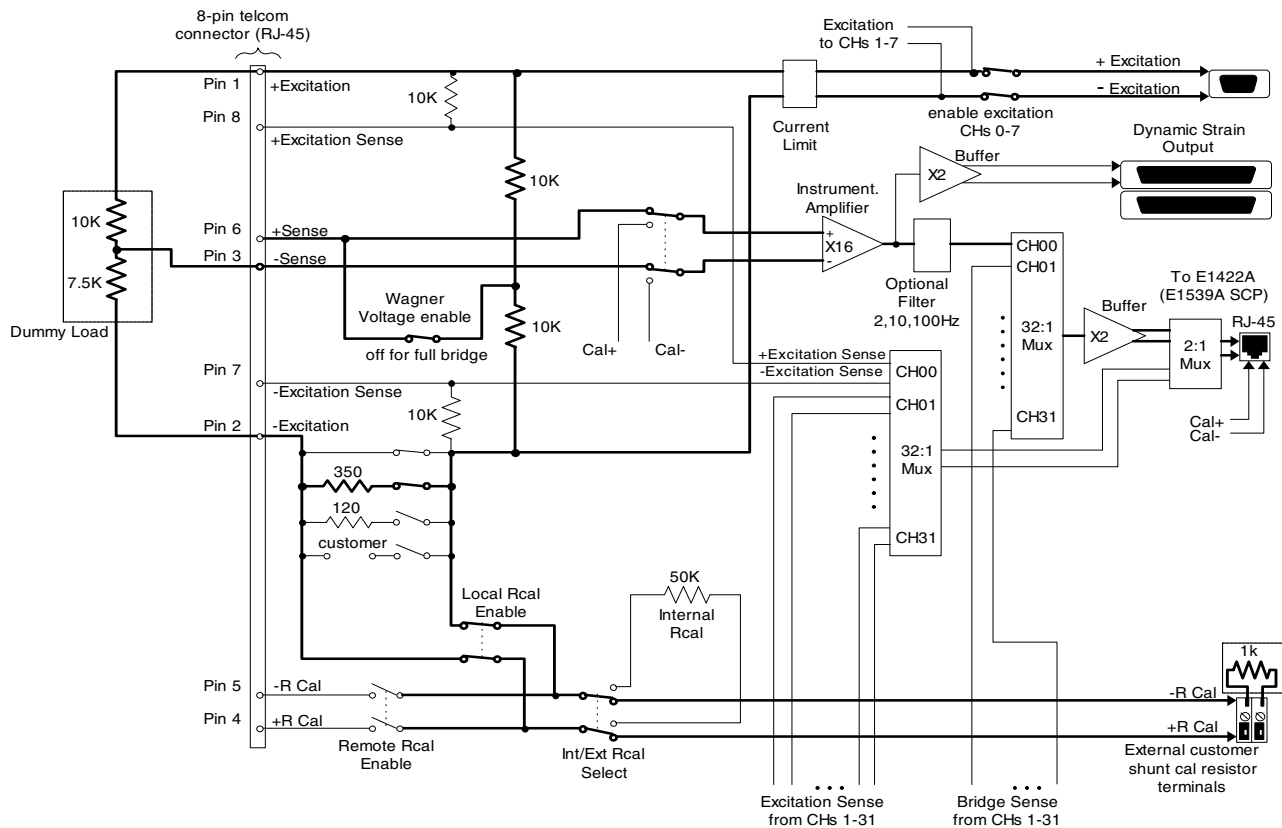 8-pin telcom
connector (RJ-45)
Excitation
to CHs 1-7
Pin 1
+Excitation
10K
+ Excitation
- Excitation
enable excitation
CHs 0-7
Current
Limit
Pin 8
+Excitation Sense
Dynamic Strain
Output
Buffer
X2
10K
Instrument.
Amplifier
+
X16
-
10K
7.5K
Dummy Load
Pin 6
+Sense
Pin 3
-Sense
Optional
Filter
2,10,100Hz
CH00
CH01
32:1
Mux
CH31
To E1422A
(E1539A SCP)
RJ-45
Buffer
X2
2:1
Mux
Cal+
Cal-
Wagner
Voltage enable
off for full bridge
10K
Cal+
Cal-
+Excitation Sense
-Excitation Sense
CH00
CH01
32:1
Mux
CH31
Pin 7
-Excitation Sense
10K
Pin 2
-Excitation
350
120
customer
Local Rcal
Enable
50K
Internal
Rcal
1k
Pin 5
-R Cal
-R Cal
Pin 4
+R Cal
+R Cal
Remote Rcal
Enable
Int/Ext Rcal
Select
External customer
shunt cal resistor
terminals
Excitation Sense
from CHs 1-31
Bridge Sense
from CHs 1-31